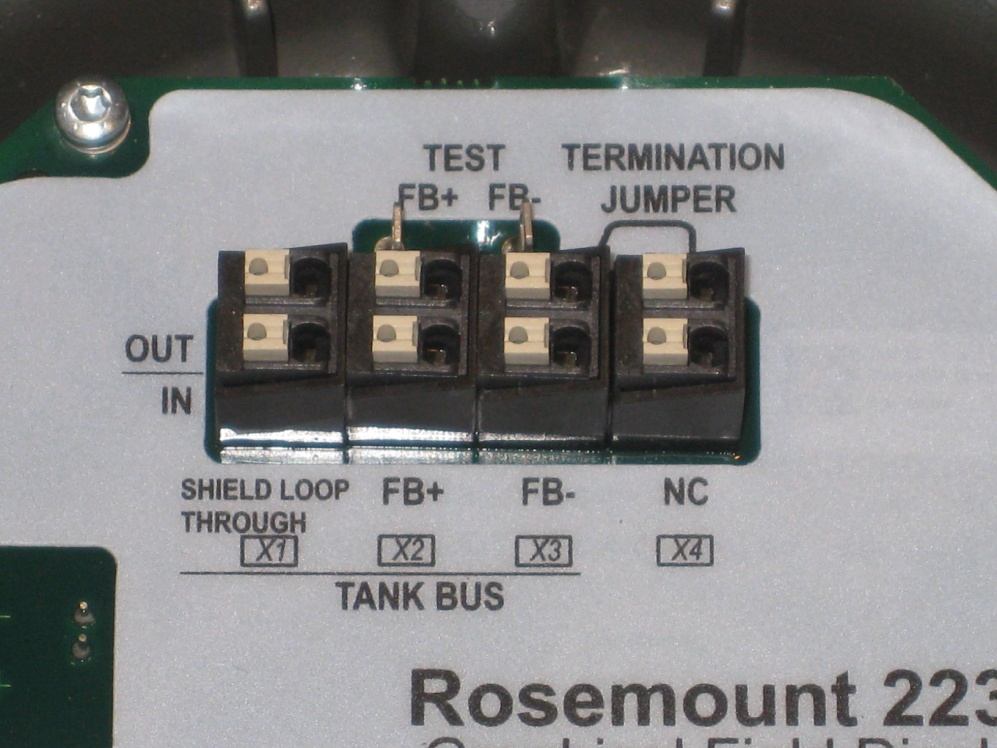 TEST TERMINATION
FB+ FB- JUMPER
OUT
IN
SHIELD LOOP FB+ FB- NC
THROUGH
X1 X2 X3 X4
TANK BUS
Rosemount 223